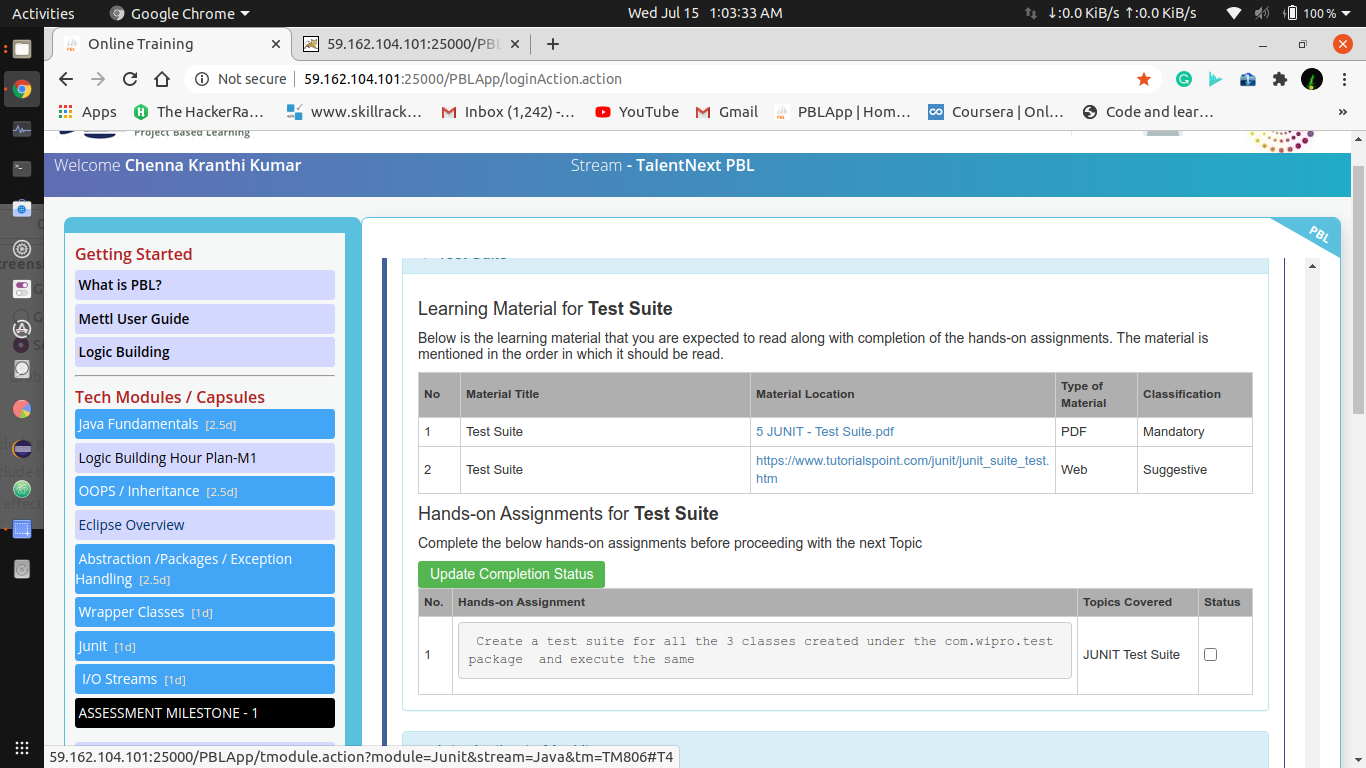 Activities
Google Chrome
Wed Jul 15 1:03:33 AM
↓:0.0 KiB/s ↑:0.0 KiB/s
100 %
Online Training
59.162.104.101:25000/PBL
Not secure
59.162.104.101:25000/PBLApp/loginAction.action
Apps
The HackerRa…
www.skillrack…
Inbox (1,242) -…
YouTube
Gmail
PBLApp | Hom…
Coursera | Onl…
Code and lear…
»
Project Based Learning
Welcome Chenna Kranthi Kumar
Stream - TalentNext PBL
PBL
Getting Started
What is PBL?
Mettl User Guide
Logic Building
Tech Modules / Capsules
Java Fundamentals [2.5d]
Logic Building Hour Plan-M1
OOPS / Inheritance [2.5d]
Eclipse Overview
Abstraction /Packages / Exception
Handling [2.5d]
Wrapper Classes [1d]
Junit [1d]
I/O Streams [1d]
ASSESSMENT MILESTONE - 1
Test Suite
Learning Material for Test Suite
Below is the learning material that you are expected to read along with completion of the hands-on assignments. The material is
mentioned in the order in which it should be read.
No Material Title Material Location Type of Material Classification
1 Test Suite 5 JUNIT - Test Suite.pdf PDF Mandatory
2 Test Suite https://www.tutorialspoint.com/junit/junit_suite_test.htm Web Suggestive
Hands-on Assignments for Test Suite
Complete the below hands-on assignments before proceeding with the next Topic
Update Completion Status
No. Hands-on Assignment Topics Covered Status
1 Create a test suite for all the 3 classes created under the com.wipro.test
package and execute the same JUNIT Test Suite
59.162.104.101:25000/PBLApp/tmodule.action?module=Junit&stream=Java&tm=TM806#T4